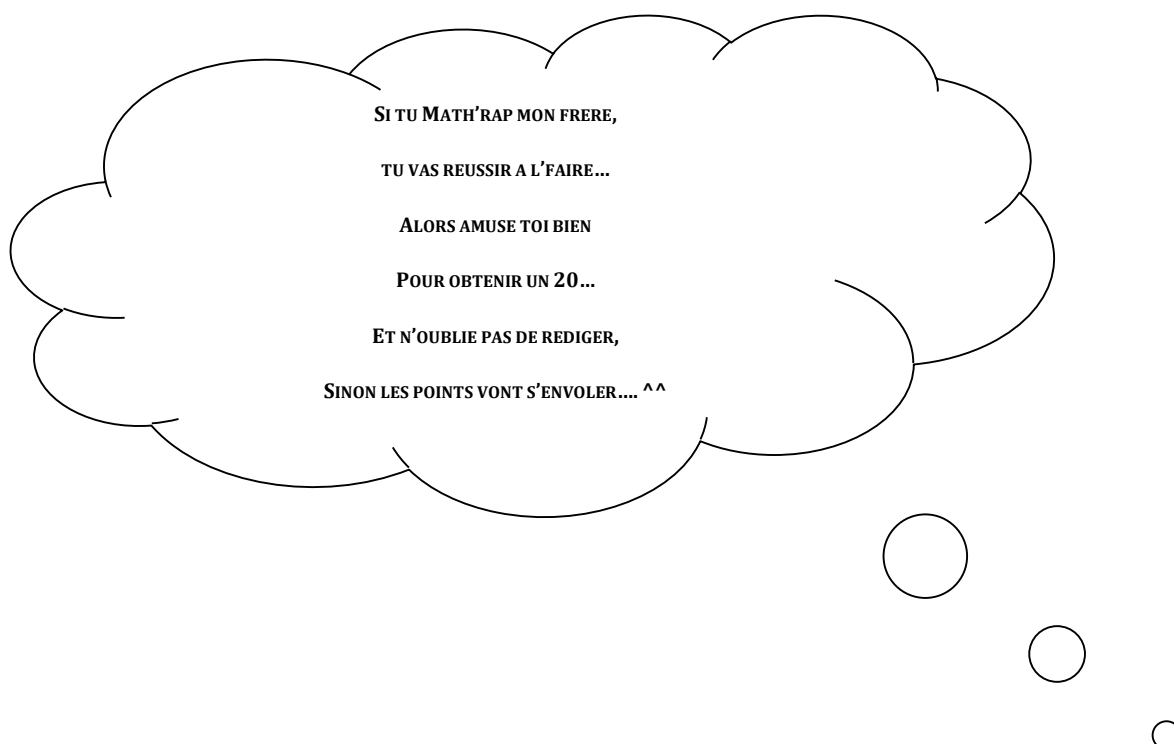 SI TU MATH'RAP MON FRERE,
TU VAS REUSSIR A L'FAIRE…
ALORS AMUSE TOI BIEN
POUR OBTENIR UN 20…
ET N'OUBLIE PAS DE REDIGER,
SINON LES POINTS VONT S'ENVOLER…. ^^